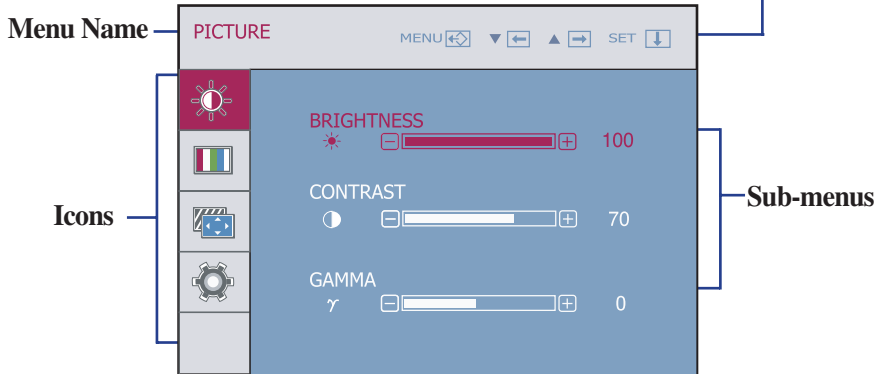 Menu Name
PICTURE
MENU ▼ ▲ SET
BRIGHTNESS
100
CONTRAST
70
Icons
Sub-menus
GAMMA
γ 0